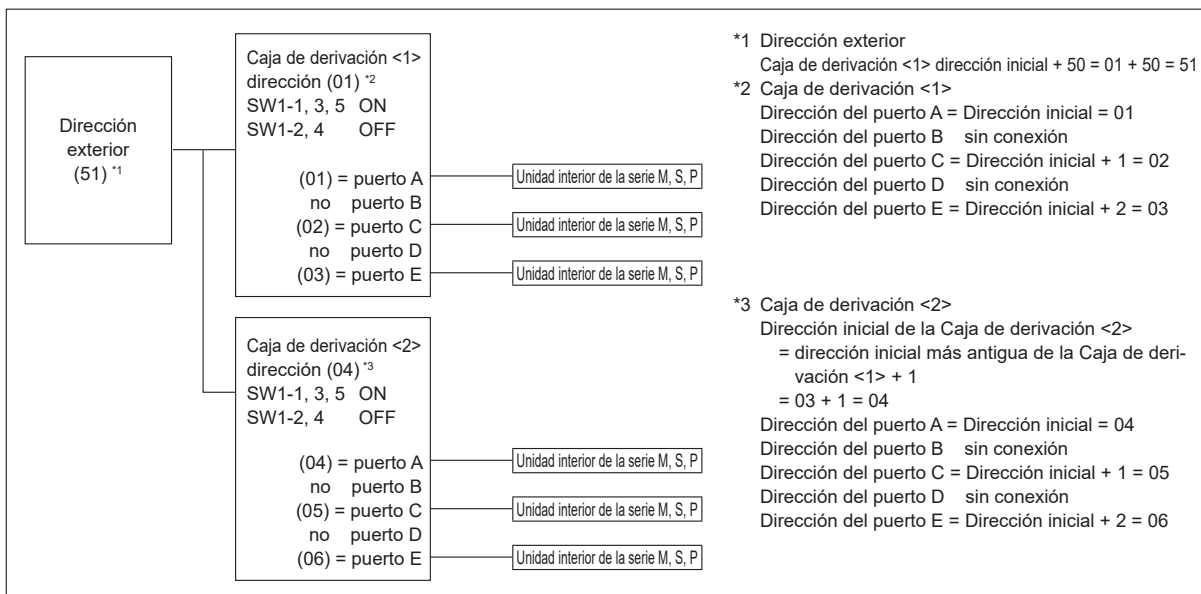 Dirección
exterior
(51) *1
Caja de derivación <1>
dirección (01) *2
SW1-1, 3, 5 ON
SW1-2, 4 OFF
(01) = puerto A
no puerto B
(02) = puerto C
no puerto D
(03) = puerto E
Unidad interior de la serie M, S, P
Unidad interior de la serie M, S, P
Unidad interior de la serie M, S, P
Caja de derivación <2>
dirección (04) *3
SW1-1, 3, 5 ON
SW1-2, 4 OFF
(04) = puerto A
no puerto B
(05) = puerto C
no puerto D
(06) = puerto E
Unidad interior de la serie M, S, P
Unidad interior de la serie M, S, P
Unidad interior de la serie M, S, P
*1 Dirección exterior
Caja de derivación <1> dirección inicial + 50 = 01 + 50 = 51
*2 Caja de derivación <1>
Dirección del puerto A = Dirección inicial = 01
Dirección del puerto B sin conexión
Dirección del puerto C = Dirección inicial + 1 = 02
Dirección del puerto D sin conexión
Dirección del puerto E = Dirección inicial + 2 = 03
*3 Caja de derivación <2>
Dirección inicial de la Caja de derivación <2>
= dirección inicial más antigua de la Caja de deri-
vación <1> + 1
= 03 + 1 = 04
Dirección del puerto A = Dirección inicial = 04
Dirección del puerto B sin conexión
Dirección del puerto C = Dirección inicial + 1 = 05
Dirección del puerto D sin conexión
Dirección del puerto E = Dirección inicial + 2 = 06